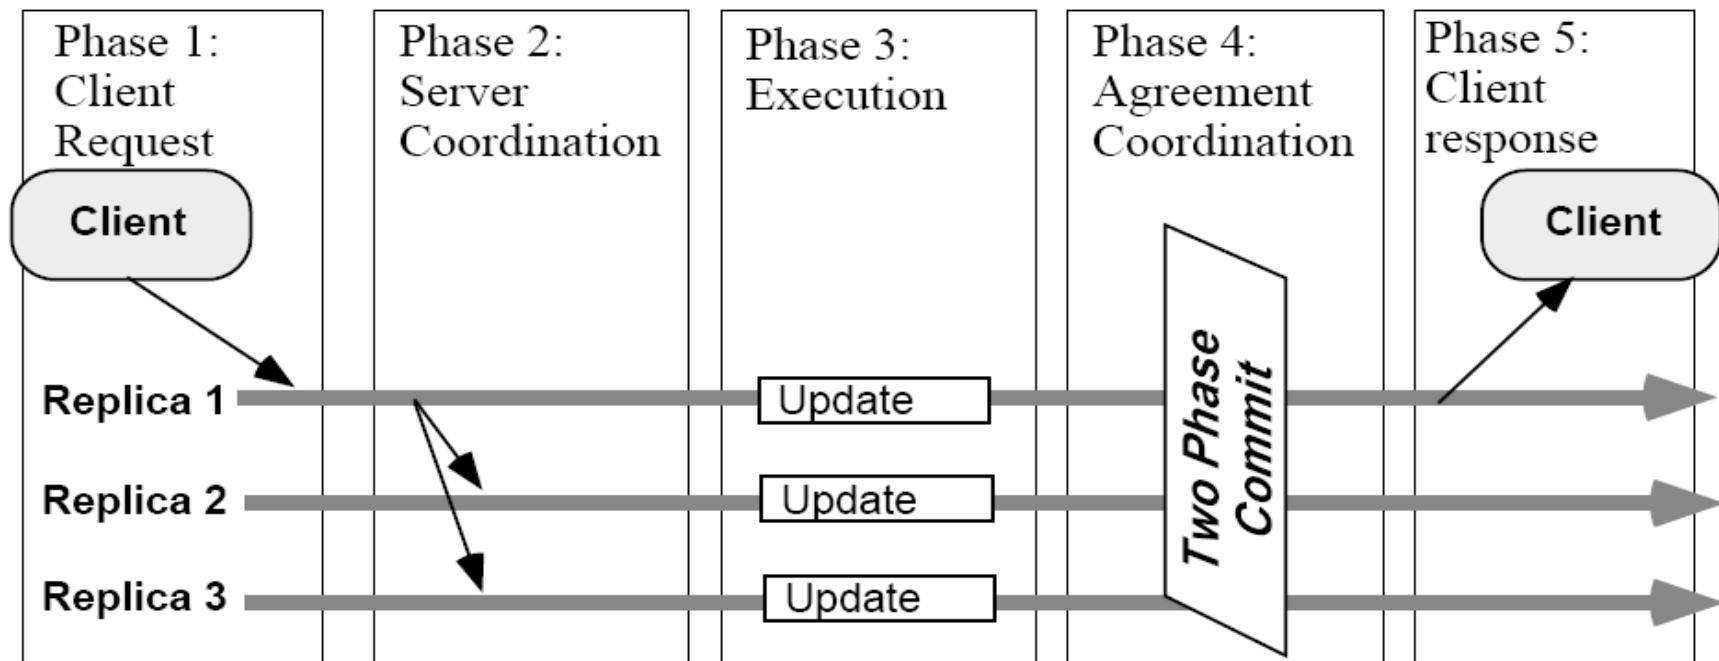 Phase 1:
Client
Request
Phase 2:
Server
Coordination
Phase 3:
Execution
Phase 4:
Agreement
Coordination
Phase 5:
Client
response
Client
Client
Replica 1
Update
Replica 2
Update
Replica 3
Update
Two Phase
Commit